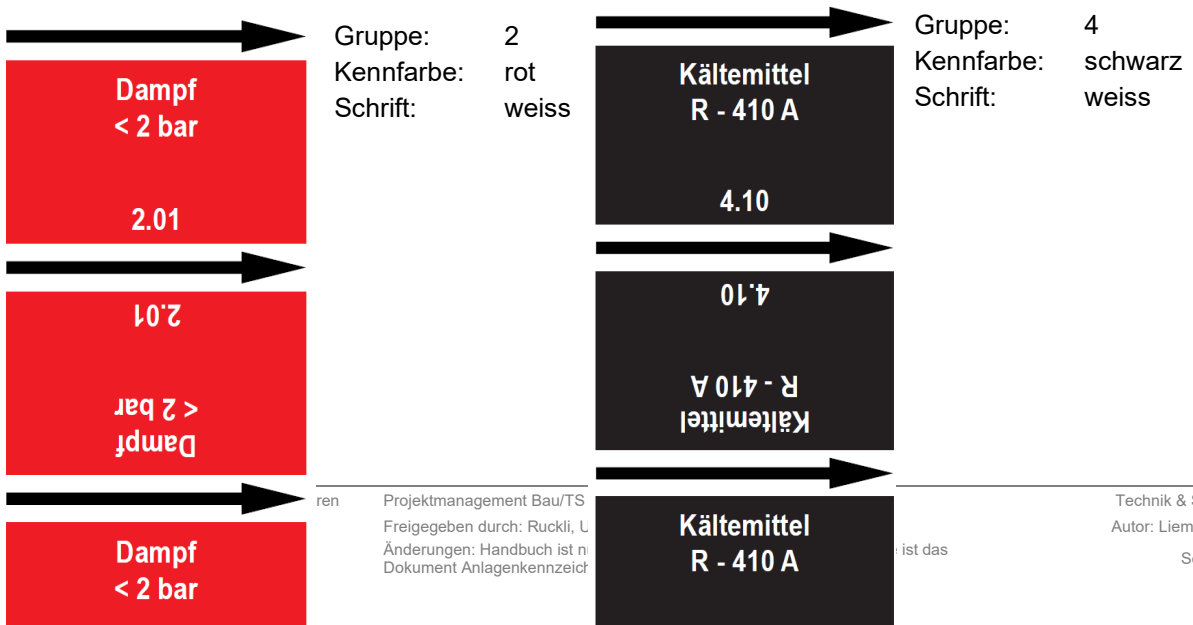 Gruppe: 2
Kennfarbe: rot
Schrift: weiss
Dampf
< 2 bar
2.01
2.01
Dampf
< 2 bar
Dampf
< 2 bar
Gruppe: 4
Kennfarbe: schwarz
Schrift: weiss
Kältemittel
R - 410 A
4.10
4.10
Kältemittel
R - 410 A
Kältemittel
R - 410 A
Projektmanagement Bau/TS
Freigegeben durch: Ruckli,
Änderungen: Handbuch ist
ist das
Dokument
Technik &
Autor: